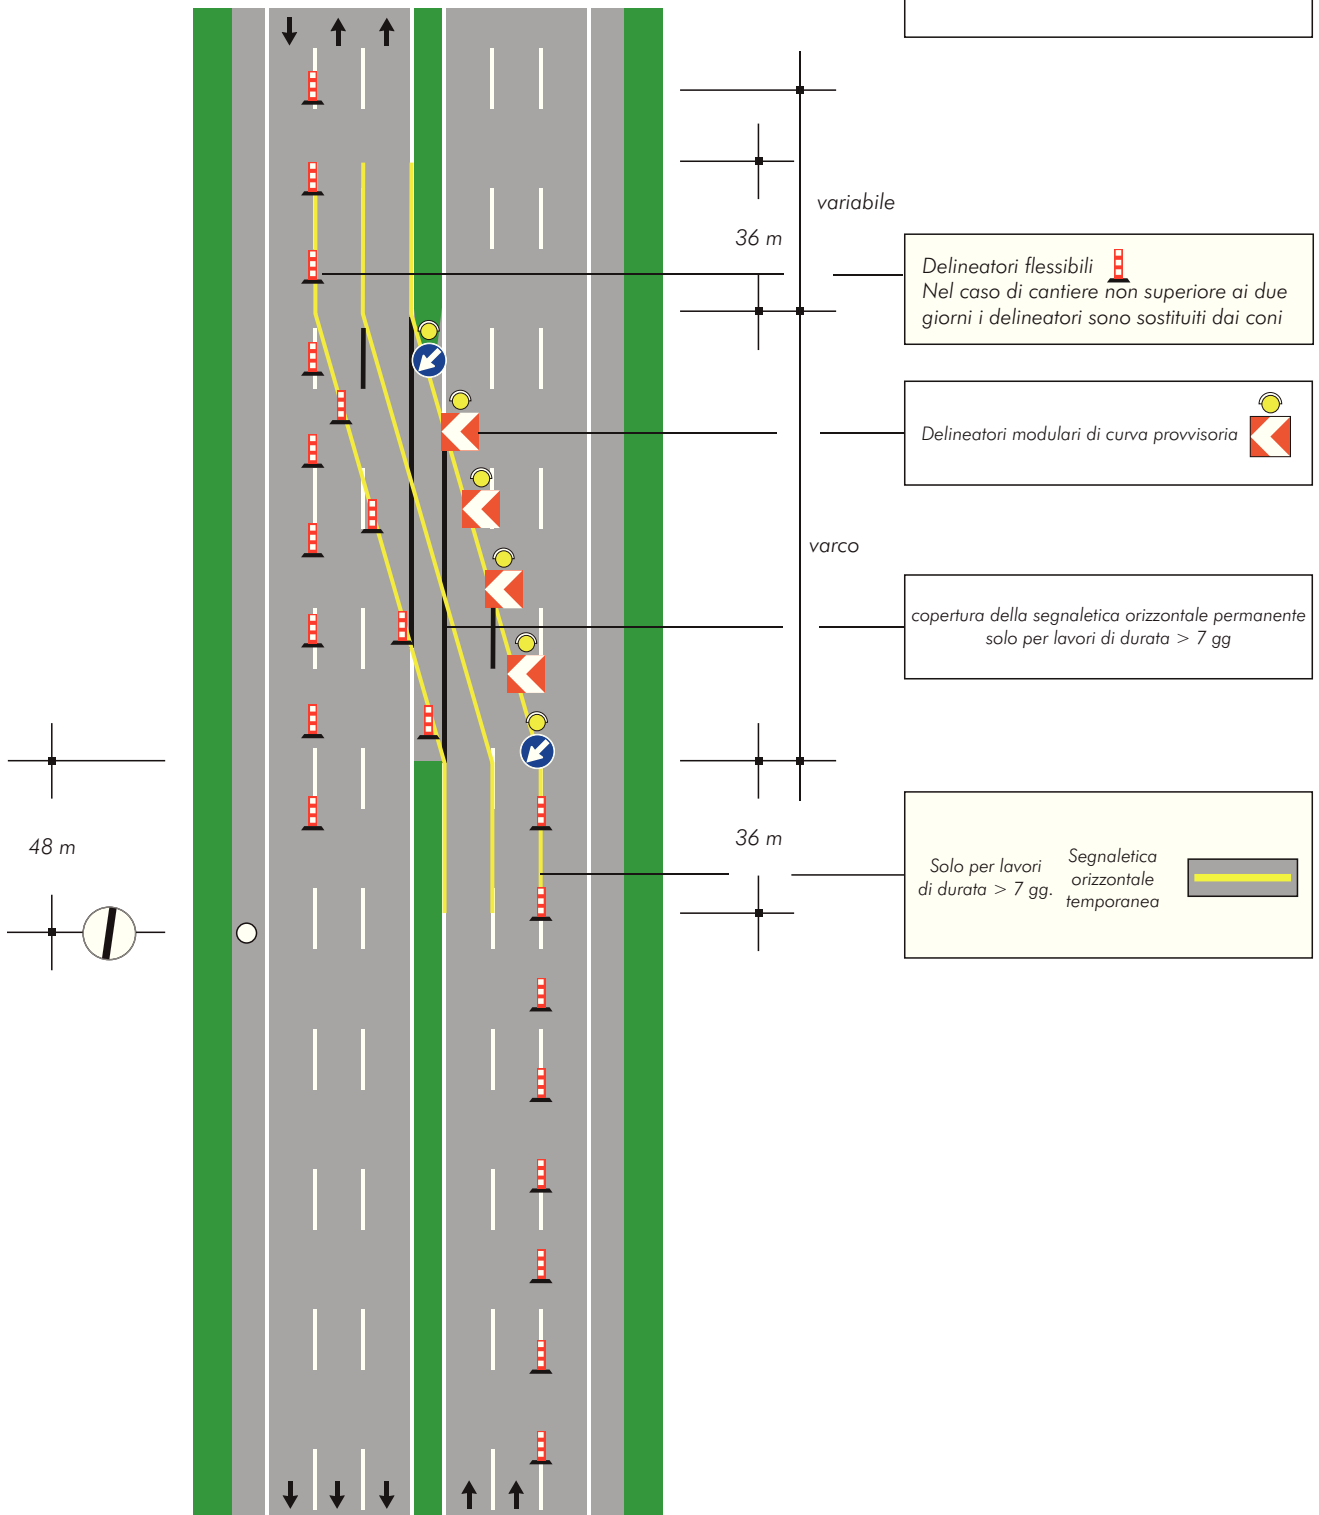 variabile
36 m
Delineatori flessibili
Nel caso di cantiere non superiore ai due
giorni i delineatori sono sostituiti dai coni
Delineatori modulari di curva provvisoria
varco
copertura della segnaletica orizzontale permanente
solo per lavori di durata > 7 gg
48 m
36 m
Solo per lavori
di durata > 7 gg.
Segnaletica
orizzontale
temporanea